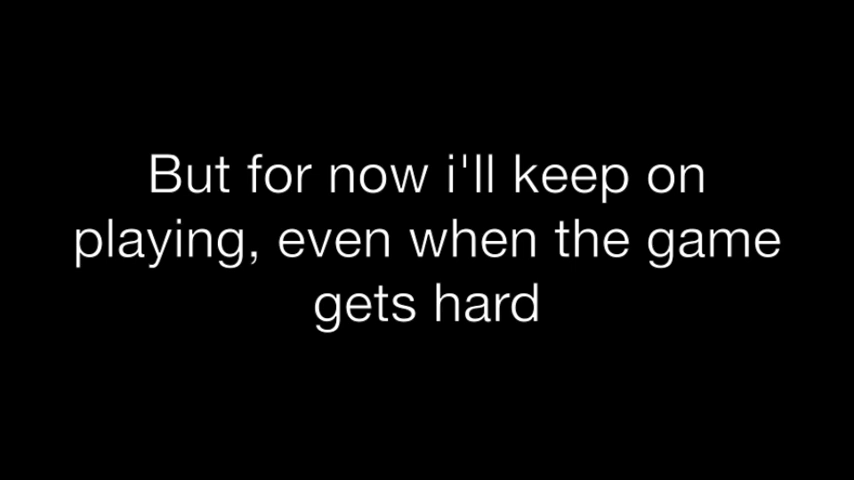 But for now i'll keep on
playing, even when the game
gets hard